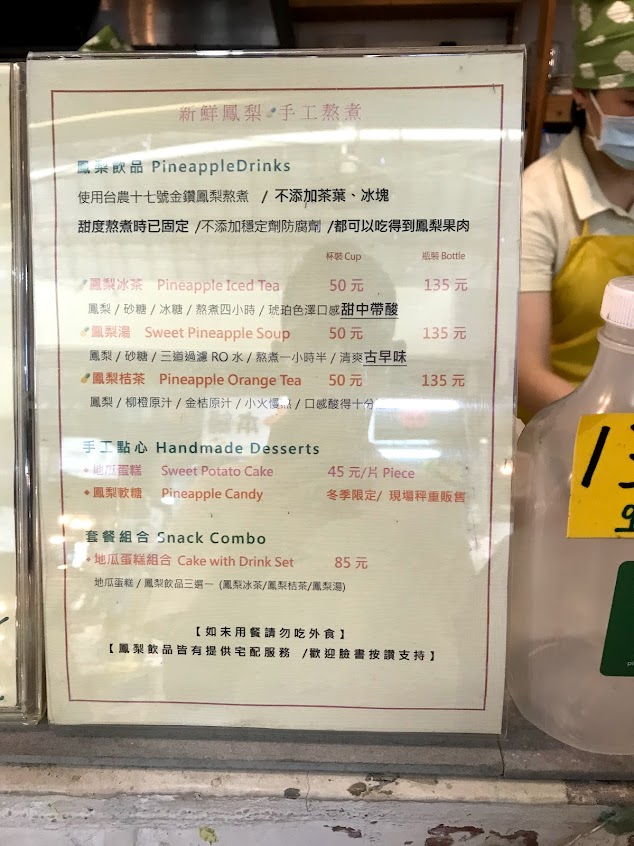 新鮮鳳梨 手工熬煮
鳳梨飲品 PineappleDrinks
使用台農十七號金鑽鳳梨熬煮 / 不添加茶葉、冰塊
甜度熬煮時已固定 /不添加穩定劑防腐劑 /都可以吃得到鳳梨果肉
杯裝 Cup 瓶裝 Bottle
鳳梨冰茶 Pineapple Iced Tea 50 元 135 元
鳳梨 / 砂糖 / 冰糖 / 熬煮四小時 / 琥珀色澤口感甜中帶酸
鳳梨湯 Sweet Pineapple Soup 50 元 135 元
鳳梨 / 砂糖 / 三道過濾 RO 水 / 熬煮一小時半 / 清爽古早味
鳳梨桔茶 Pineapple Orange Tea 50 元 135 元
鳳梨 / 柳橙原汁 / 金桔原汁 / 小火慢熬 / 口感酸得十分
手工點心 Handmade Desserts
地瓜蛋糕 Sweet Potato Cake 45 元/片 Piece
鳳梨軟糖 Pineapple Candy 冬季限定/ 現場秤重販售
套餐組合 Snack Combo
地瓜蛋糕組合 Cake with Drink Set 85 元
地瓜蛋糕 / 鳳梨飲品三選一 (鳳梨冰茶/鳳梨桔茶/鳳梨湯)
【如未用餐請勿吃外食】
【鳳梨飲品皆有提供宅配服務 /歡迎臉書按讚支持】